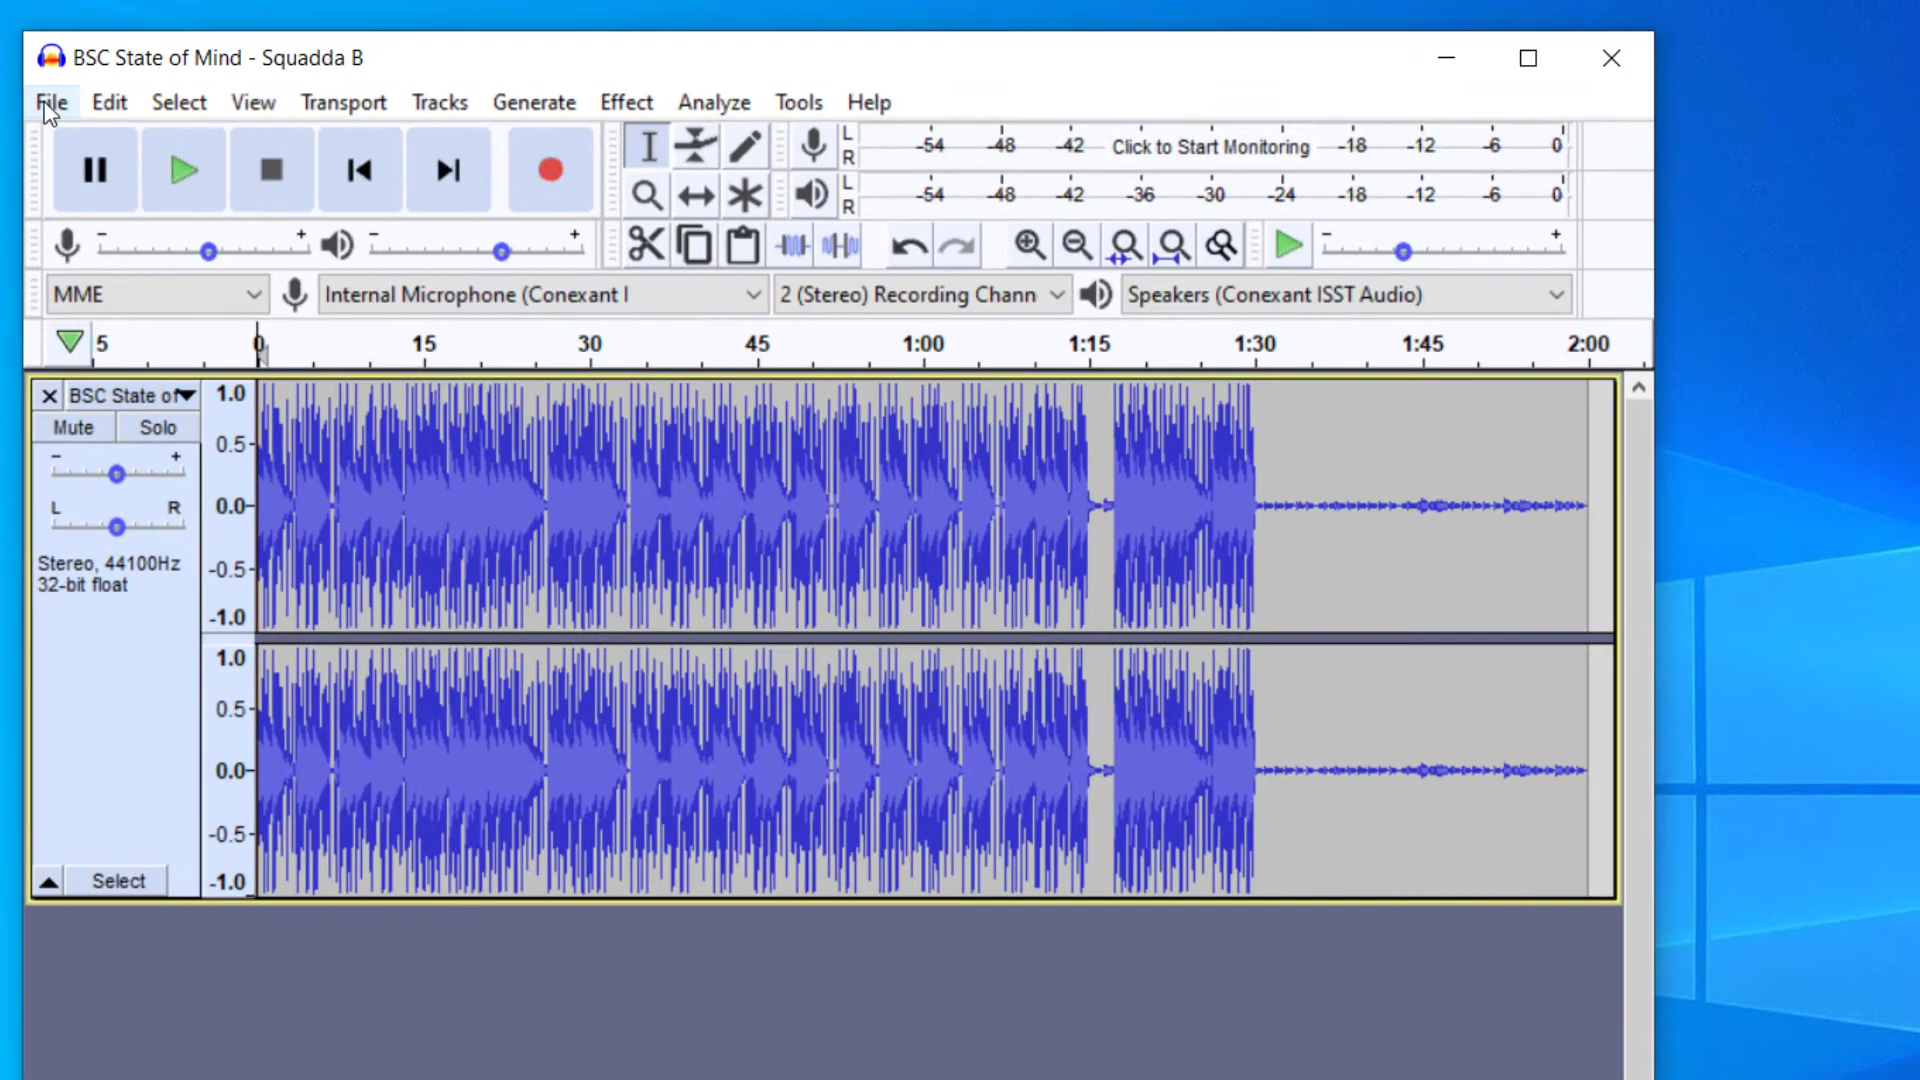 BSC State of Mind - Squadda B
File Edit Select View Transport Tracks Generate Effect Analyze Tools Help
L R -54 -48 -42 Click to Start Monitoring -18 -12 -6 0
L R -54 -48 -42 -36 -30 -24 -18 -12 -6 0
- + - + - +
MME Internal Microphone (Conexant I 2 (Stereo) Recording Chann Speakers (Conexant ISST Audio)
5 0 15 30 45 1:00 1:15 1:30 1:45 2:00
BSC State of 1.0
Mute Solo
0.5
- +
L R
0.0
Stereo, 44100Hz
-0.5
32-bit float
-1.0
1.0
0.5
0.0
-0.5
Select -1.0